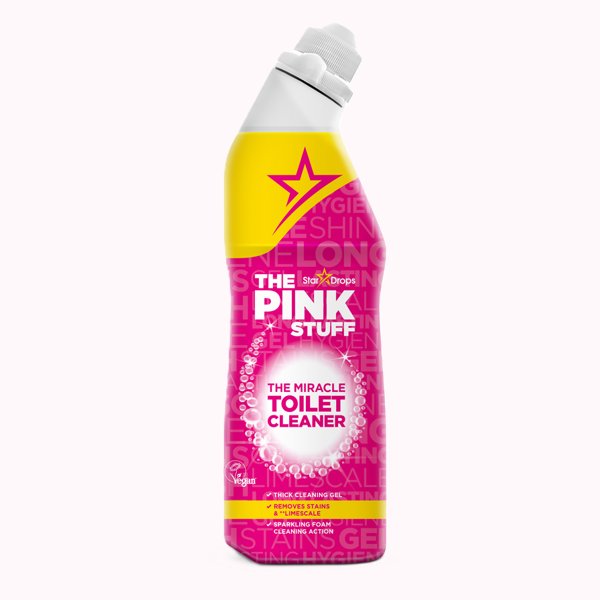 THE
Star Drops
PINK
STUFF
THE MIRACLE
TOILET
CLEANER
Vegan
✓ THICK CLEANING GEL
✓ REMOVES STAINS
& **LIMESCALE
✓ SPARKLING FOAM
CLEANING ACTION